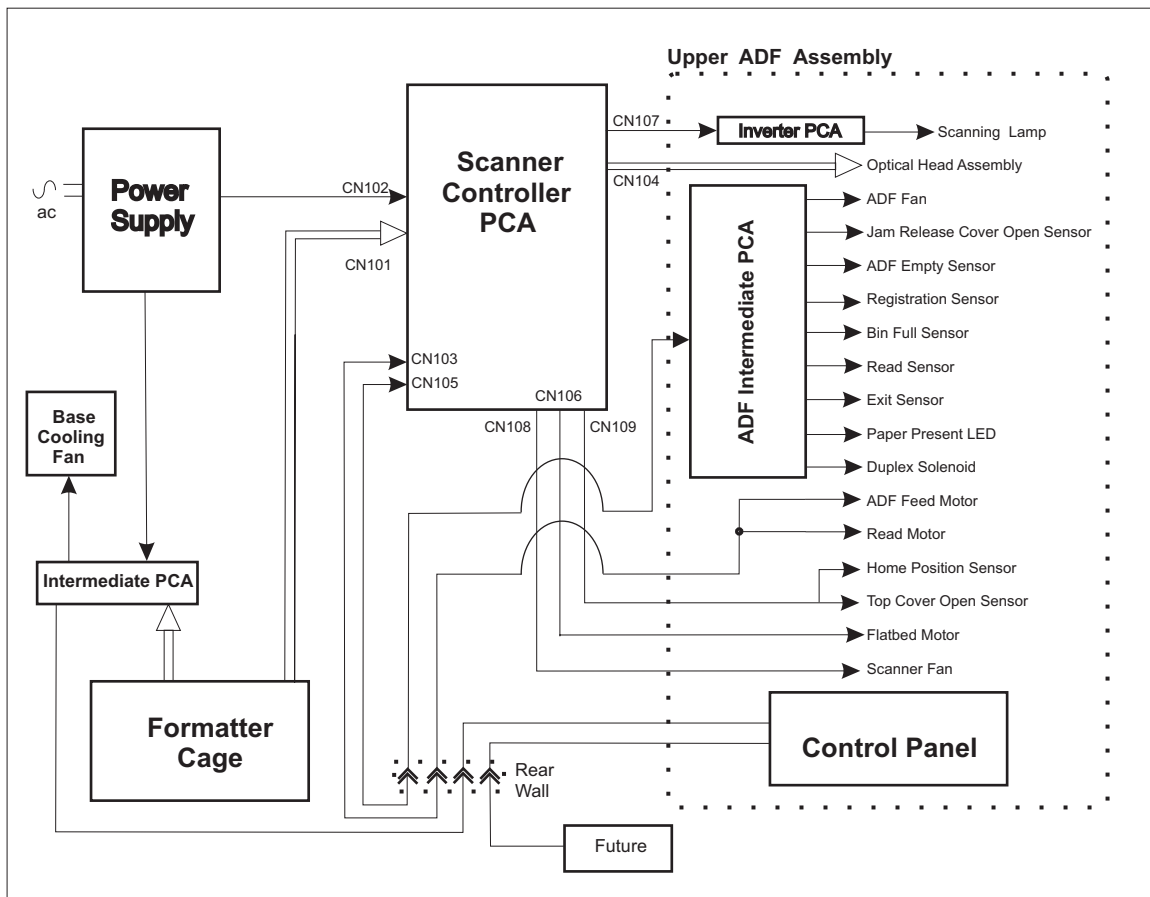 Upper ADF Assembly
CN107
Inverter PCA
Scanning Lamp
Scanner
Controller
PCA
CN104
Optical Head Assembly
ac
Power
Supply
CN102
CN101
ADF Intermediate PCA
ADF Fan
Jam Release Cover Open Sensor
ADF Empty Sensor
Registration Sensor
Bin Full Sensor
Read Sensor
Exit Sensor
Paper Present LED
Duplex Solenoid
ADF Feed Motor
Read Motor
Home Position Sensor
Top Cover Open Sensor
Flatbed Motor
Scanner Fan
CN103
CN105
CN106
CN108
CN109
Base
Cooling
Fan
Intermediate PCA
Formatter
Cage
Rear
Wall
Control Panel
Future